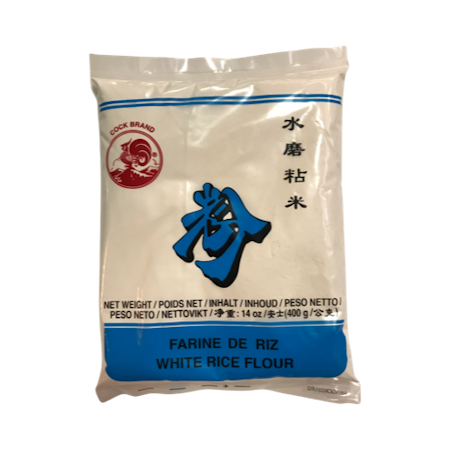 COCK BRAND
水磨粘米
粉
NET WEIGHT / POIDS NET / INHALT / INHOUD / PESO NETTO /
PESO NETO / NETTOVIKT / 净重: 14 oz /安士(400 g /公克)
FARINE DE RIZ
WHITE RICE FLOUR